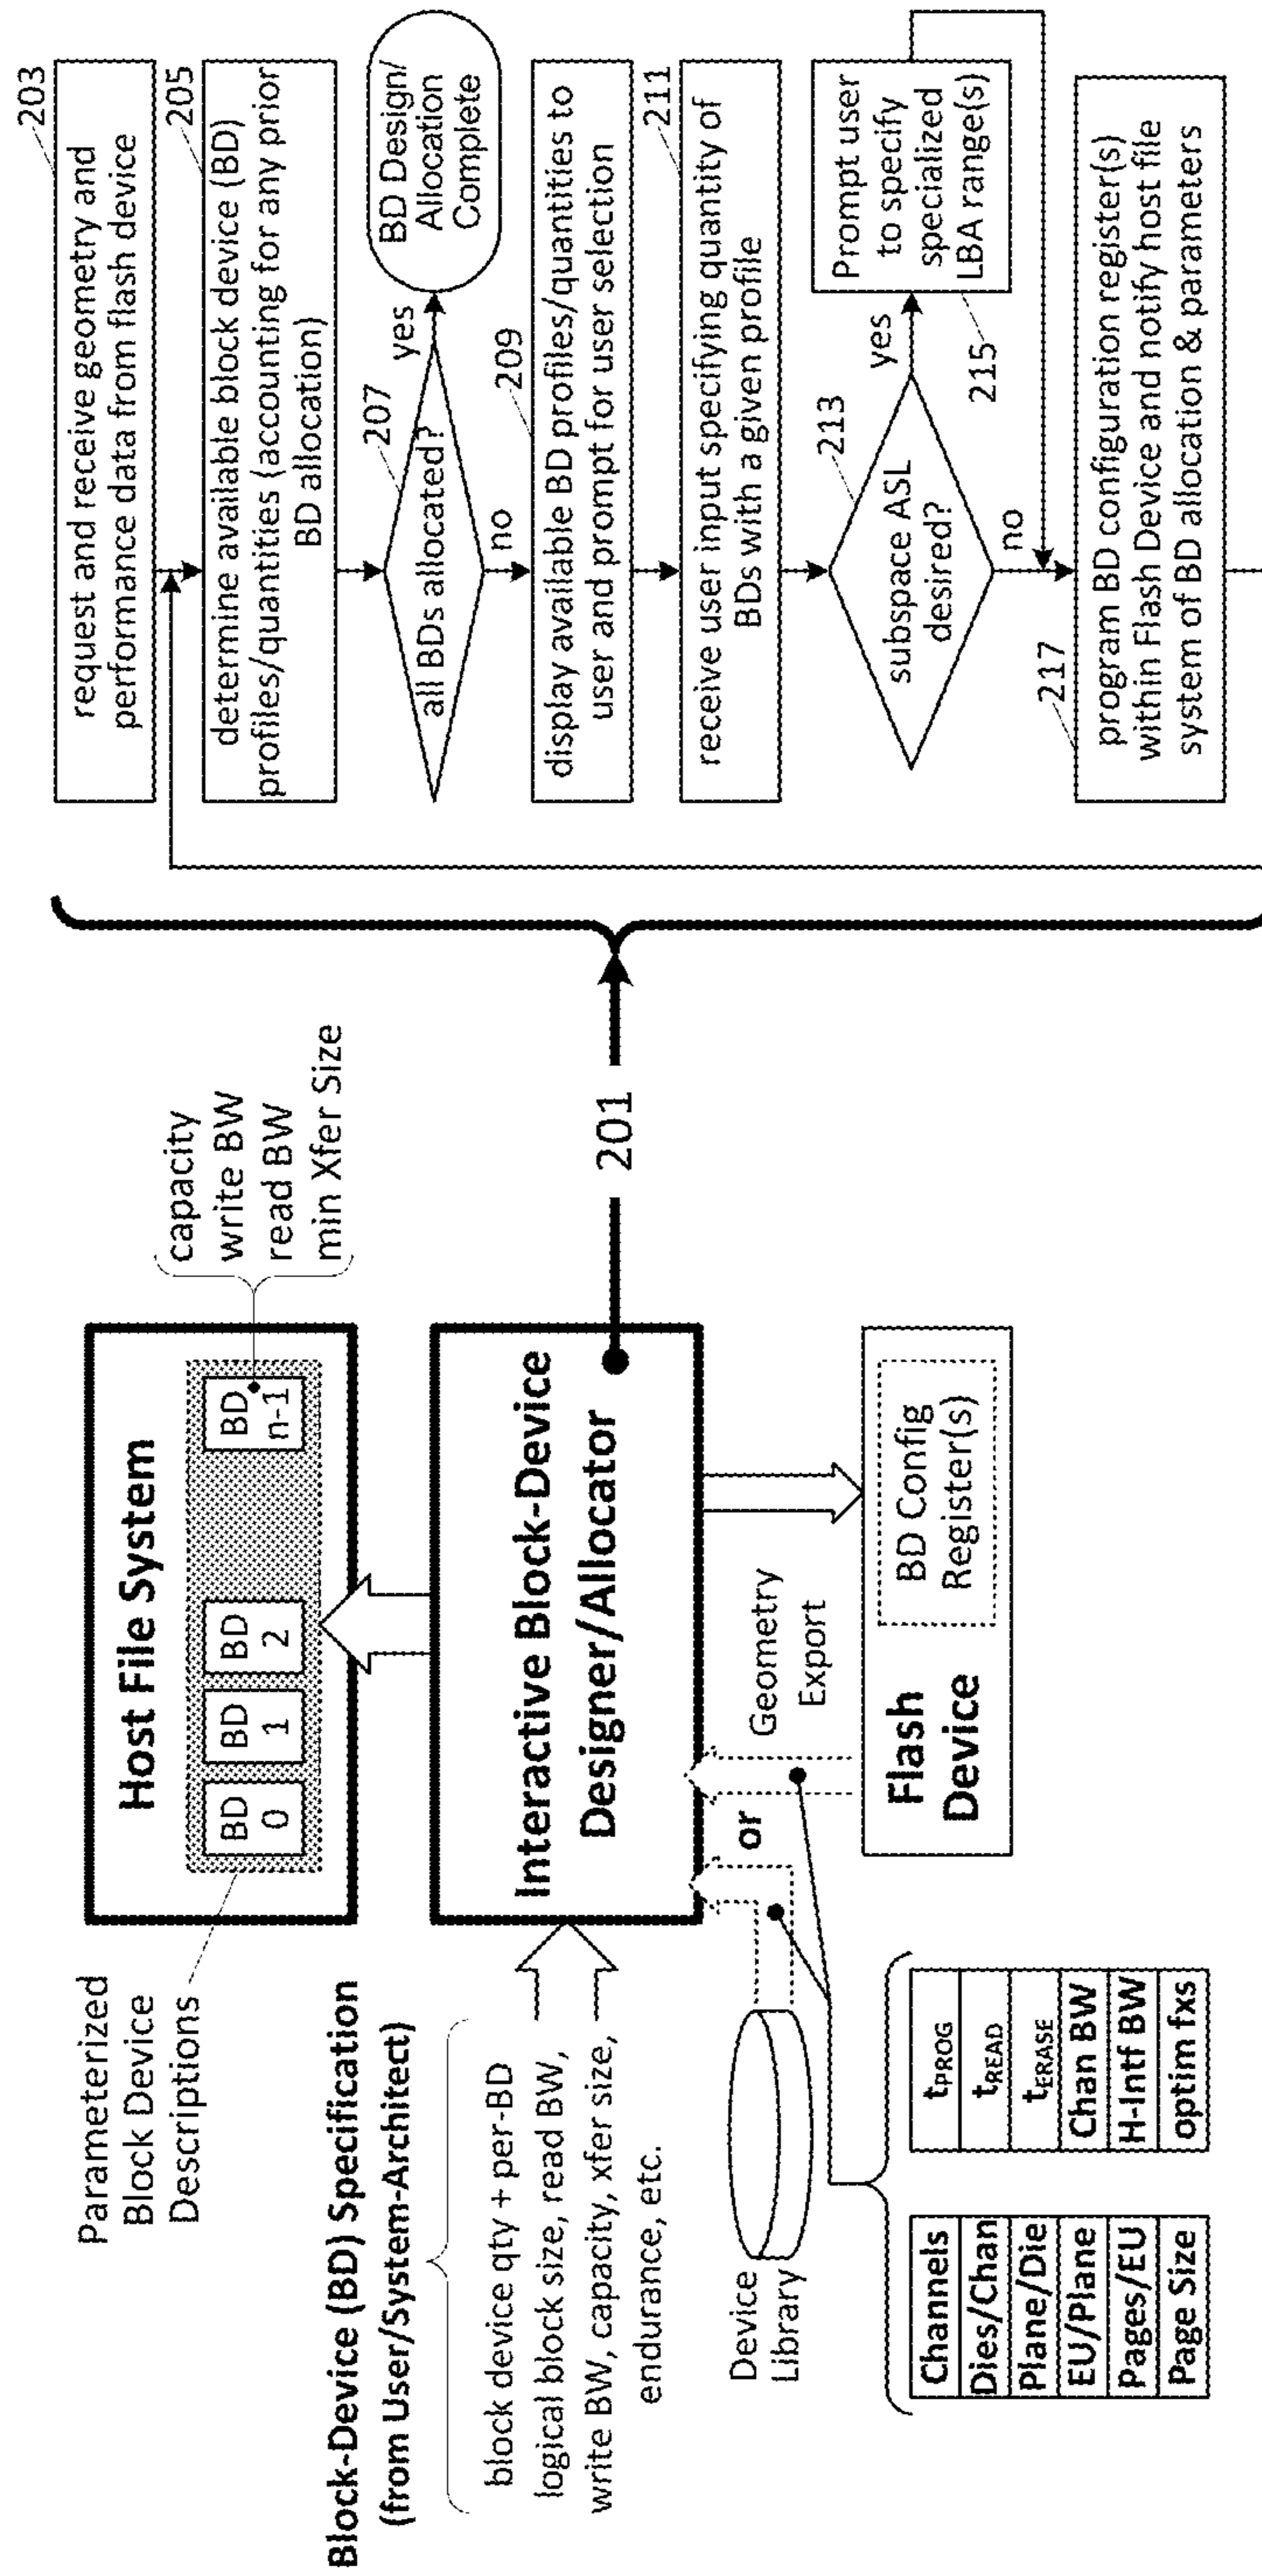 Parameterized
Block Device
Descriptions
Host File System
BD
0
BD
1
BD
2
BD
n-1
capacity
write BW
read BW
min Xfer Size
Block-Device (BD) Specification
(from User/System-Architect)
block device qty + per-BD
logical block size, read BW,
write BW, capacity, xfer size,
endurance, etc.
Interactive Block-Device
Designer/Allocator
201
Device
Library
or
Geometry
Export
Flash
Device
BD Config
Register(s)
Channels
Dies/Chan
Plane/Die
EU/Plane
Pages/EU
Page Size
tPROG
tREAD
tERASE
Chan BW
H-Intf BW
optim fxs
203
request and receive geometry and
performance data from flash device
205
determine available block device (BD)
profiles/quantities (accounting for any prior
BD allocation)
207
all BDs allocated?
yes
BD Design/
Allocation
Complete
no
209
display available BD profiles/quantities to
user and prompt for user selection
211
receive user input specifying quantity of
BDs with a given profile
213
subspace ASL
desired?
yes
Prompt user
to specify
specialized
LBA range(s)
215
no
217
program BD configuration register(s)
within Flash Device and notify host file
system of BD allocation & parameters